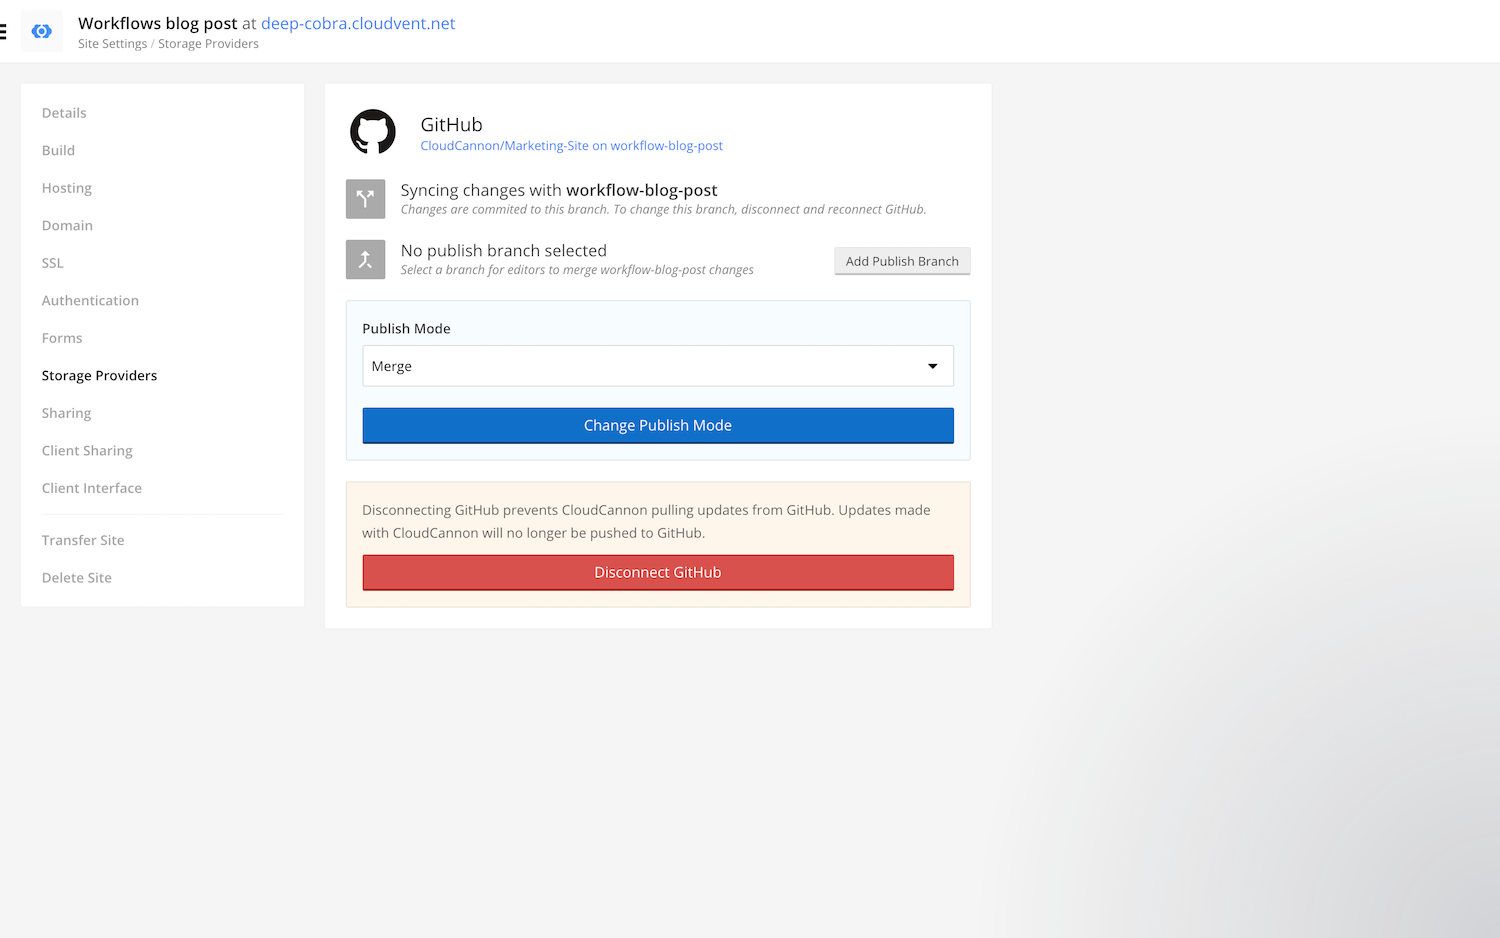 Workflows blog post at deep-cobra.cloudvent.net
Site Settings / Storage Providers
Details
Build
Hosting
Domain
SSL
Authentication
Forms
Storage Providers
Sharing
Client Sharing
Client Interface
Transfer Site
Delete Site
GitHub
CloudCannon/Marketing-Site on workflow-blog-post
Syncing changes with workflow-blog-post
Changes are commited to this branch. To change this branch, disconnect and reconnect GitHub.
No publish branch selected
Select a branch for editors to merge workflow-blog-post changes
Add Publish Branch
Publish Mode
Merge
Change Publish Mode
Disconnecting GitHub prevents CloudCannon pulling updates from GitHub. Updates made
with CloudCannon will no longer be pushed to GitHub.
Disconnect GitHub